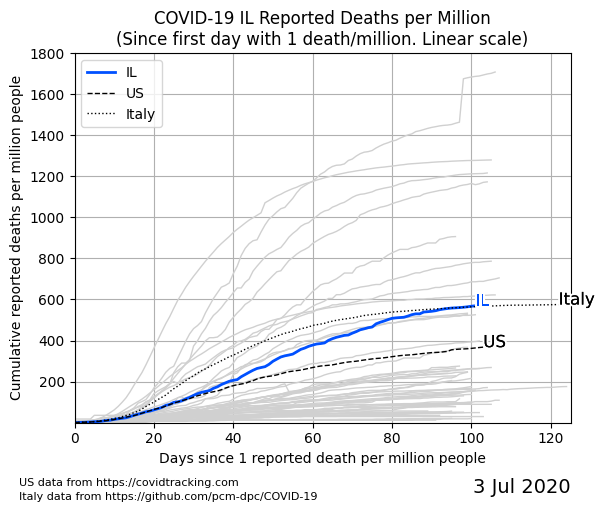 COVID-19 IL Reported Deaths per Million
(Since first day with 1 death/million. Linear scale)
Cumulative reported deaths per million people
1800
1600
1400
1200
1000
800
600
400
200
IL
US
Italy
IL
Italy
US
0
20
40
60
80
100
120
Days since 1 reported death per million people
US data from https://covidtracking.com
Italy data from https://github.com/pcm-dpc/COVID-19
3 Jul 2020